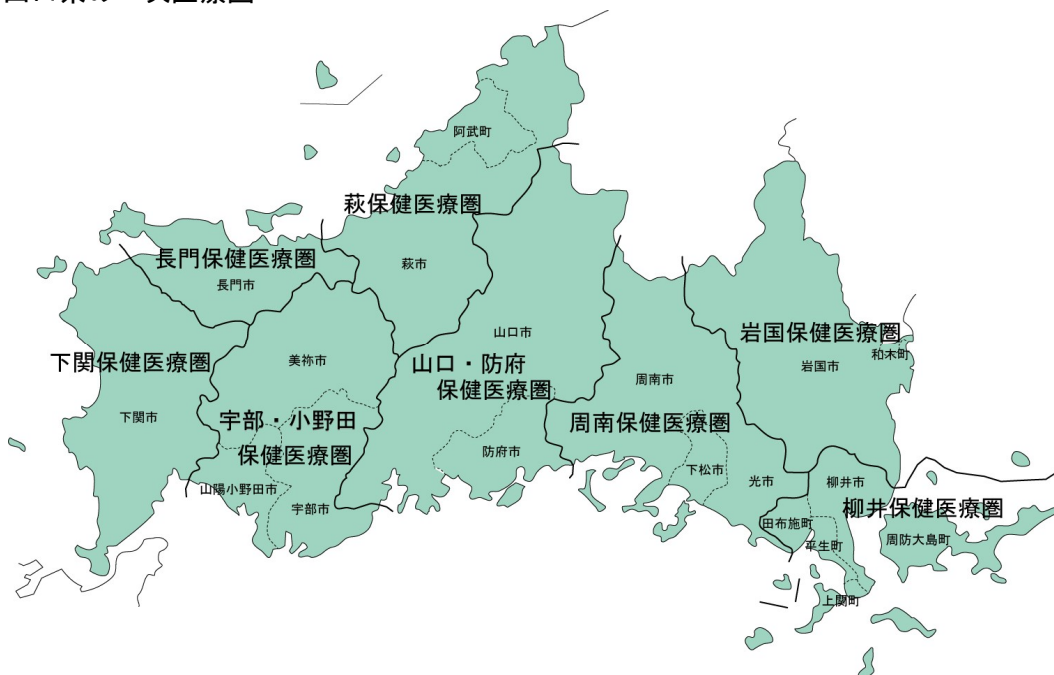 阿武町
萩保健医療圏
長門保健医療圏
萩市
長門市
山口市
岩国保健医療圏
和木町
岩国市
下関保健医療圏
美祢市
山口・防府
保健医療圏
周南市
下関市
宇部・小野田
保健医療圏
周南保健医療圏
防府市
下松市
山陽小野田市
宇部市
光市
柳井市
柳井保健医療圏
田布施町
平生町
周防大島町
上関町